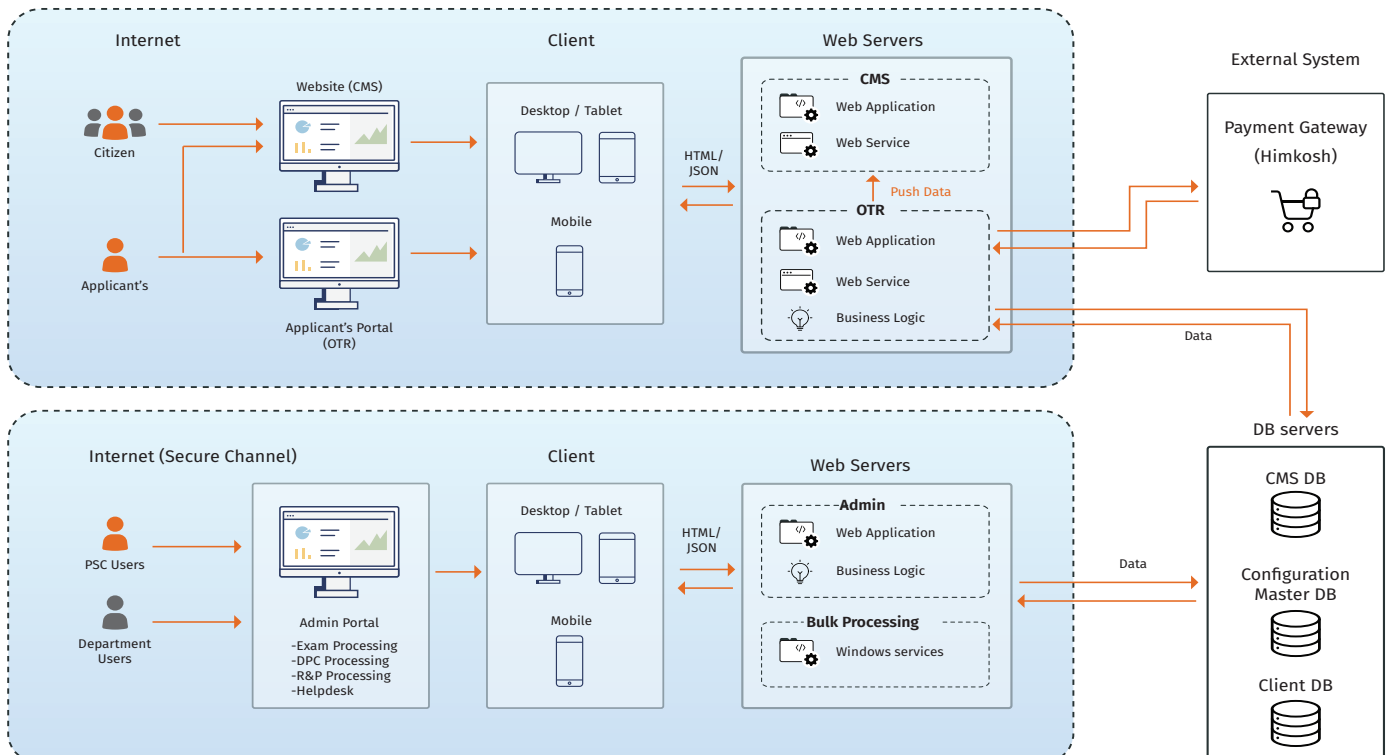 Internet
Client
Web Servers
External System
Website (CMS)
Citizen
Applicant's
Applicant's Portal
(OTR)
Desktop / Tablet
Mobile
HTML/
JSON
CMS
Web Application
Web Service
Push Data
OTR
Web Application
Web Service
Business Logic
Payment Gateway
(Himkosh)
Data
Internet (Secure Channel)
Client
Web Servers
DB servers
PSC Users
Department
Users
Admin Portal
-Exam Processing
-DPC Processing
-R&P Processing
-Helpdesk
Desktop / Tablet
Mobile
HTML/
JSON
Admin
Web Application
Business Logic
Bulk Processing
Windows services
Data
CMS DB
Configuration
Master DB
Client DB